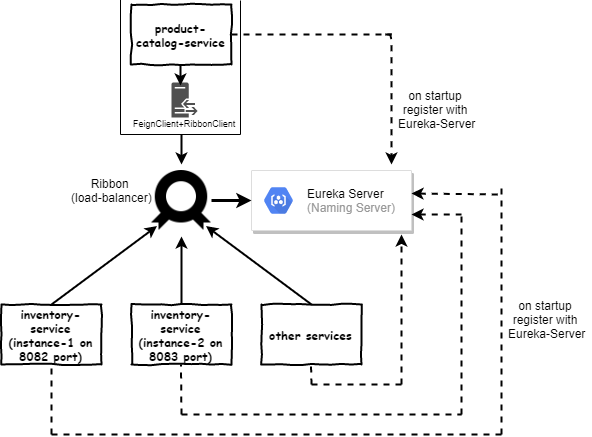 product-
catalog-service
FeignClient+RibbonClient
on startup
register with
Eureka-Server
Ribbon
(load-balancer)
Eureka Server
(Naming Server)
inventory-
service
(instance-1 on
8082 port)
inventory-
service
(instance-2 on
8083 port)
other services
on startup
register with
Eureka-Server